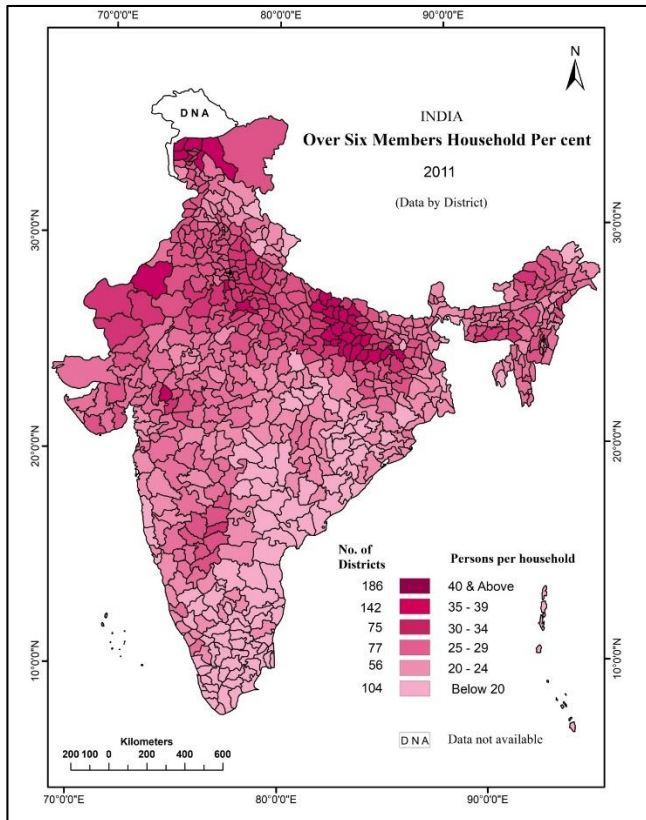 70°0'0"E 80°0'0"E 90°0'0"E
N
D N A
INDIA
Over Six Members Household Per cent
2011
(Data by District)
30°0'0"N 30°0'0"N
20°0'0"N 20°0'0"N
10°0'0"N 10°0'0"N
No. of Districts Persons per household
186 40 & Above
142 35 - 39
75 30 - 34
77 25 - 29
56 20 - 24
104 Below 20
D N A Data not available
Kilometers
200 100 0 200 400 600
70°0'0"E 80°0'0"E 90°0'0"E